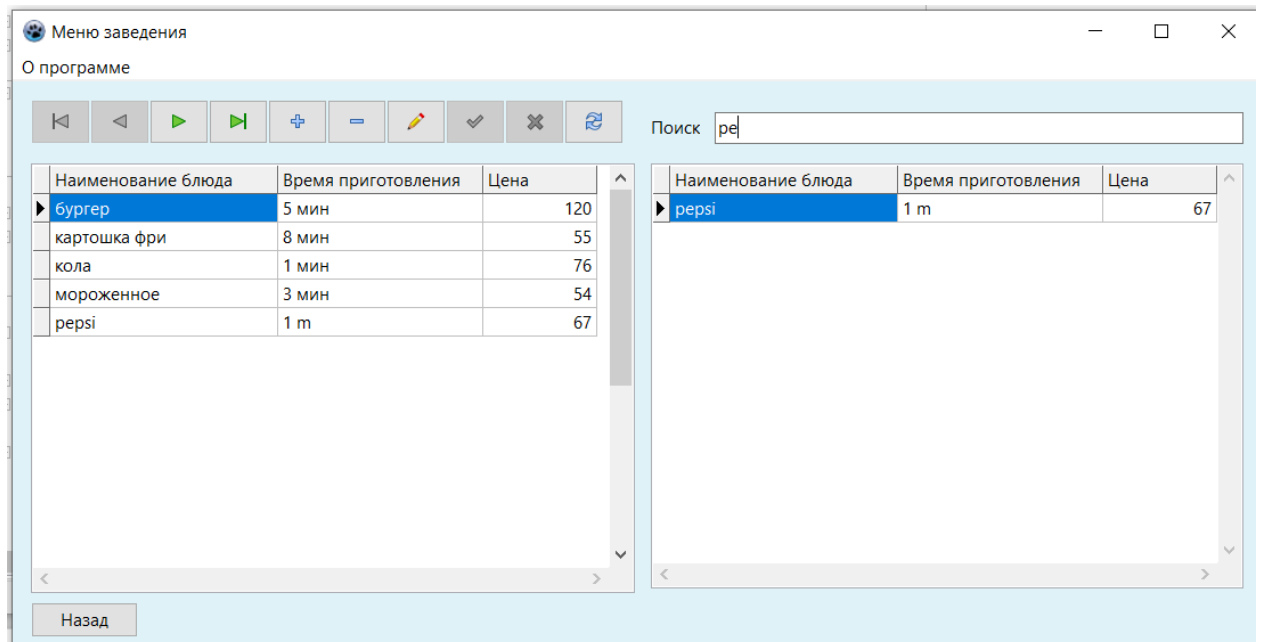 Меню заведения
О программе
Поиск ре
Наименование блюда Время приготовления Цена
бургер 5 мин 120
картошка фри 8 мин 55
кола 1 мин 76
мороженное 3 мин 54
pepsi 1 m 67
Наименование блюда Время приготовления Цена
pepsi 1 m 67
Назад